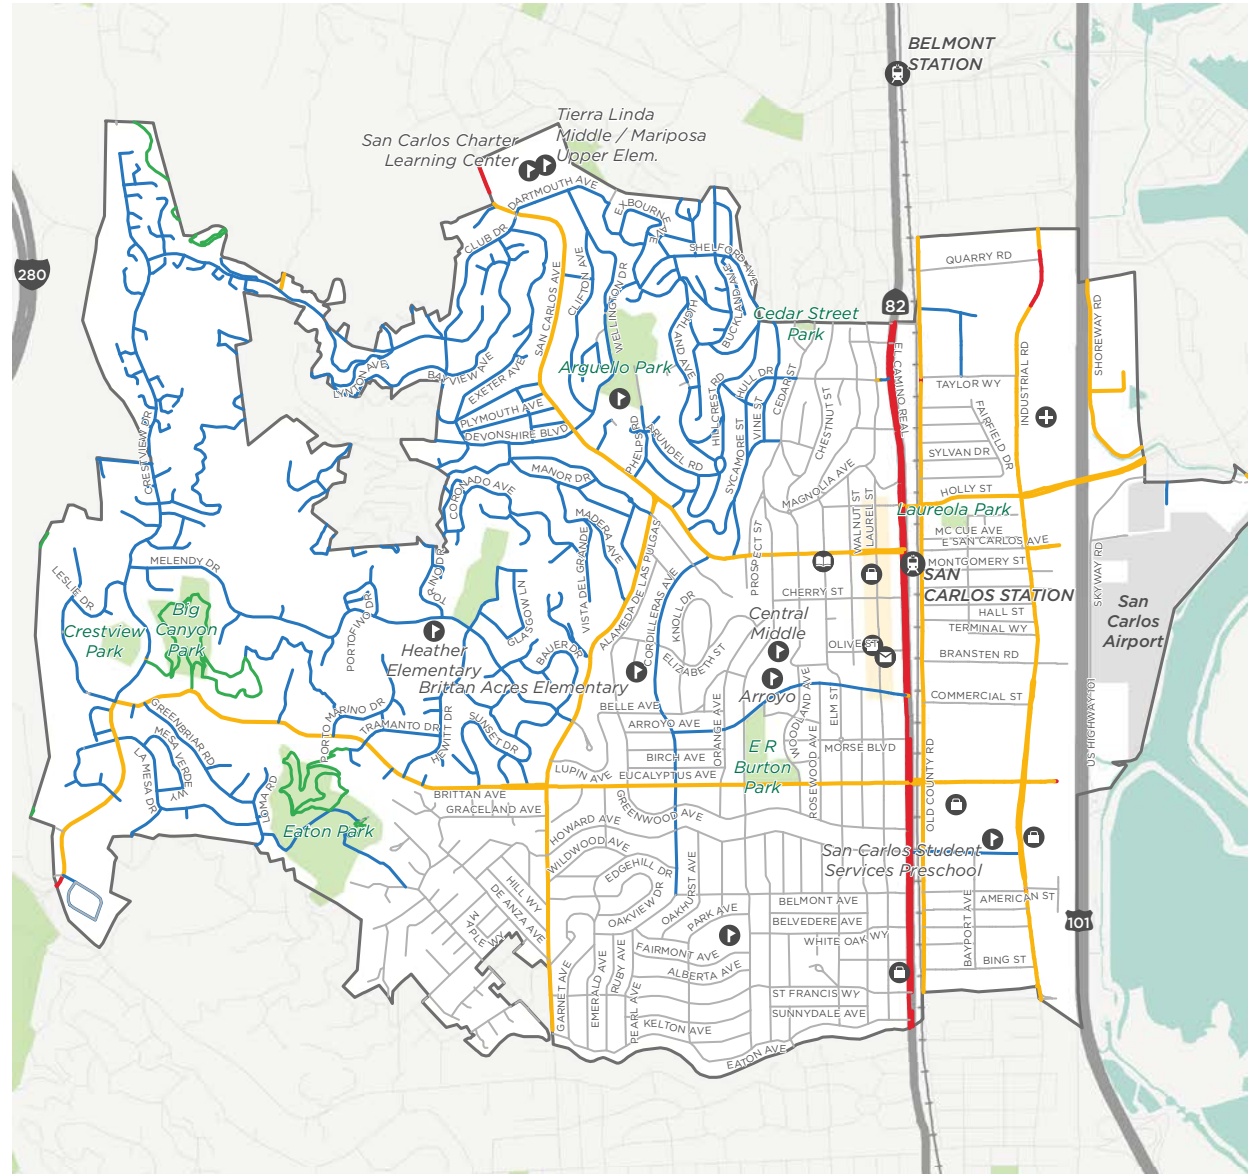 BELMONT
STATION
Tierra Linda
Middle / Mariposa
Upper Elem.
San Carlos Charter
Learning Center
DARTMOUTH AVE
EXBOURNE AVE
CLUB DR
SHELFORD AVE
QUARRY RD
280
SAN CARLOS AVE
CLIFTON AVE
WELLINGTON DR
HIGHLAND AVE
BUCKLAND AVE
82
Cedar Street
Park
SHOREWAY RD
EL CAMINO REAL
INDUSTRIAL RD
LYNTON AVE
BAYVIEW AVE
EXETER AVE
Arguello Park
HULL DR
CEDAR ST
TAYLOR WY
FAIRFIELD DR
PLYMOUTH AVE
DEVONSHIRE BLVD
PHELPS RD
ARUNDEL RD
HILLCREST RD
SYCAMORE ST
VINE ST
CHESTNUT ST
CRESTVIEW DR
SYLVAN DR
MANOR DR
CORONADO AVE
MAGNOLIA AVE
HOLLY ST
WALNUT ST
LAUREL ST
Laureola Park
MADERA AVE
MC CUE AVE
E SAN CARLOS AVE
MONTGOMERY ST
MELENDY DR
LESLIE DR
TORINO DR
VISTA DEL GRANDE
ALAMEDA DE LAS PULGAS
PROSPECT ST
SAN
CARLOS STATION
CHERRY ST
SKYWAY RD
San
Carlos
Airport
Big
Canyon
Park
Crestview
Park
PORTOFINO DR
GLASGOW LN
CORDILLERAS AVE
KNOLL DR
Central
Middle
HALL ST
TERMINAL WY
Heather
Elementary
BAUER DR
ELIZABETH ST
OLIVE ST
BRANSTEN RD
Brittan Acres Elementary
Arroyo
COMMERCIAL ST
US HIGHWAY 101
GREENBRIAR RD
PORTO MARINO DR
TRAMANTO DR
HEWITT DR
SUNSET DR
BELLE AVE
ARROYO AVE
ORANGE AVE
WOODLAND AVE
ELM ST
MESA VERDE WY
LA MESA DR
BIRCH AVE
E R
Burton
Park
MORSE BLVD
LUPIN AVE
EUCALYPTUS AVE
ROSEWOOD AVE
OLD COUNTY RD
LOMA RD
BRITTAN AVE
GRACELAND AVE
GREENWOOD AVE
Eaton Park
HOWARD AVE
WILDWOOD AVE
San Carlos Student
Services Preschool
EDGEHILL DR
HILL WY
DE ANZA AVE
OAKVIEW DR
OAKHURST AVE
BELMONT AVE
AMERICAN ST
MAPLE WY
PARK AVE
BELVEDERE AVE
BAYPORT AVE
101
FAIRMONT AVE
WHITE OAK WY
GARNET AVE
EMERALD AVE
RUBY AVE
PEARL AVE
ALBERTA AVE
BING ST
ST FRANCIS WY
KELTON AVE
SUNNYDALE AVE
EATON AVE